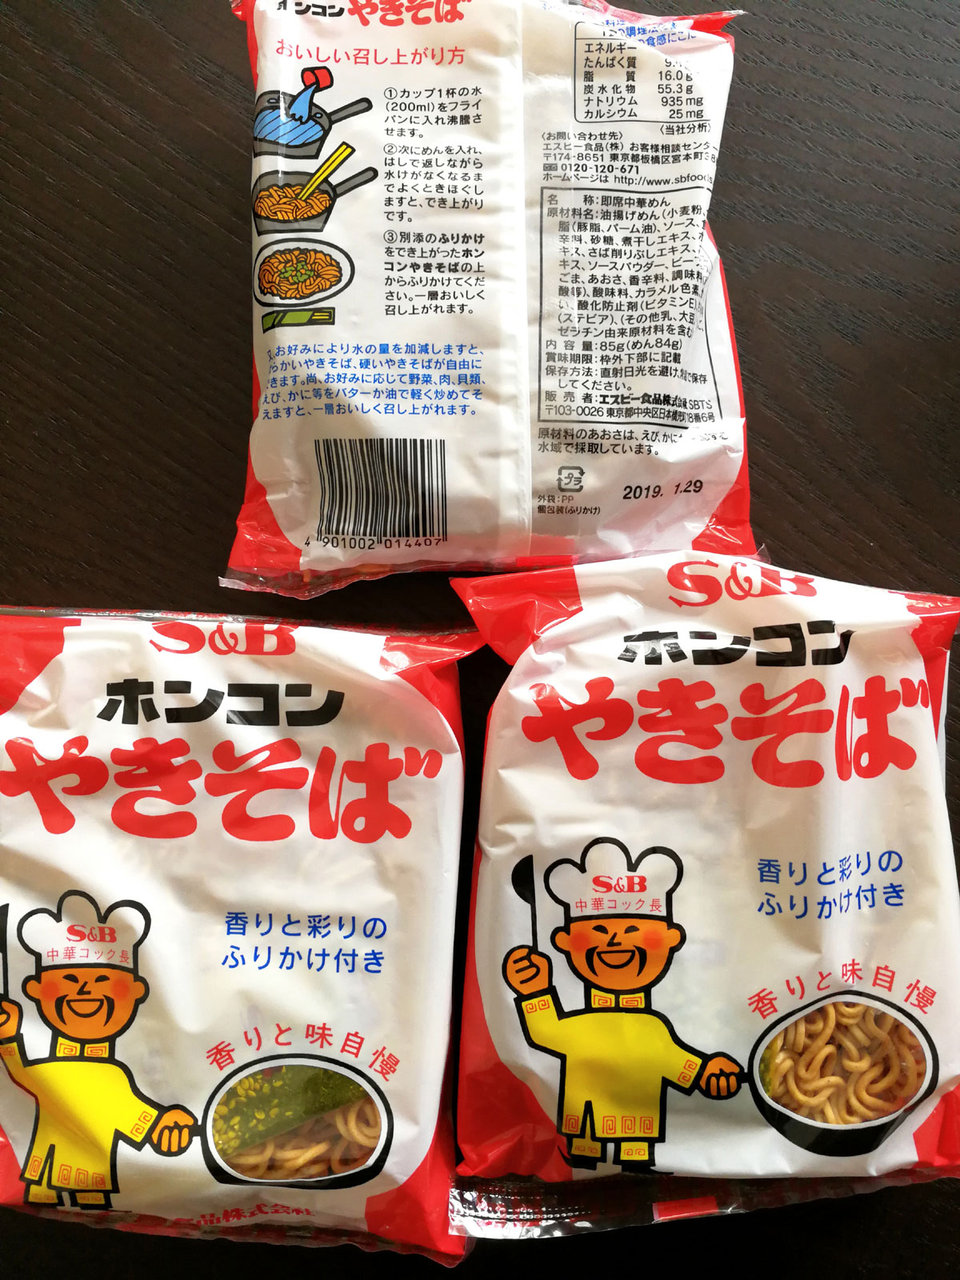 ホンコンやきそば
おいしい召し上がり方
①カップ1杯の水
(200ml)をフライ
パンに入れ沸騰さ
せます。
②次にめんを入れ、
はしで返しながら
水けがなくなるま
でよくときほぐし
ますと、でき上がり
です。
③別添のふりかけ
をでき上がったホン
コンやきそばの上
からふりかけてくだ
さい。一層おいしく
召し上がれます。
お好みにより水の量を加減しますと、
かいやきそば、硬いやきそばが自由に
きます。尚、お好みに応じて野菜、肉、貝類、
えび、かに等をバターか油で軽く炒めてそ
えますと、一層おいしく召し上がれます。
4 901002 014407
エネルギー
たんぱく質
脂 質 16.0g
炭水化物 55.3g
ナトリウム 935mg
カルシウム 25mg
〈当社分析〉
〈お問い合わせ先〉
エスビー食品(株) お客様相談センター
〒174-8651 東京都板橋区宮本町38
0120-120-671
ホームページは http://www.sbfoods
名 称:即席中華めん
原材料名:油揚げめん(小麦粉、
脂(豚脂、パーム油)、ソース、
辛料、砂糖、煮干しエキス、
キス、さば削りぶしエキス、
キス、ソースパウダー、ビー
ごま、あおさ、香辛料、調味料
酸等)、酸味料、カラメル色素、
い、酸化防止剤(ビタミンE)、
(ステビア)、(その他乳、大豆、
ゼラチン由来原材料を含む)
内 容 量:85g(めん84g)
賞味期限:枠外下部に記載
保存方法:直射日光を避け、 で保存
してください。
販 売 者:エスビー食品株式会社 SBTS
〒103-0026 東京都中央区日本橋兜町18番6号
原材料のあおさは、えび、かに
水域で採取しています。
プラ
外袋:PP
個包装(ふりかけ)
2019. 1.29
S&B
ホンコン
やきそば
香りと彩りの
ふりかけ付き
S&B
中華コック長
香りと味自慢
食品株式会社
S&B
ホンコン
やきそば
香りと彩りの
ふりかけ付き
S&B
中華コック長
香りと味自慢